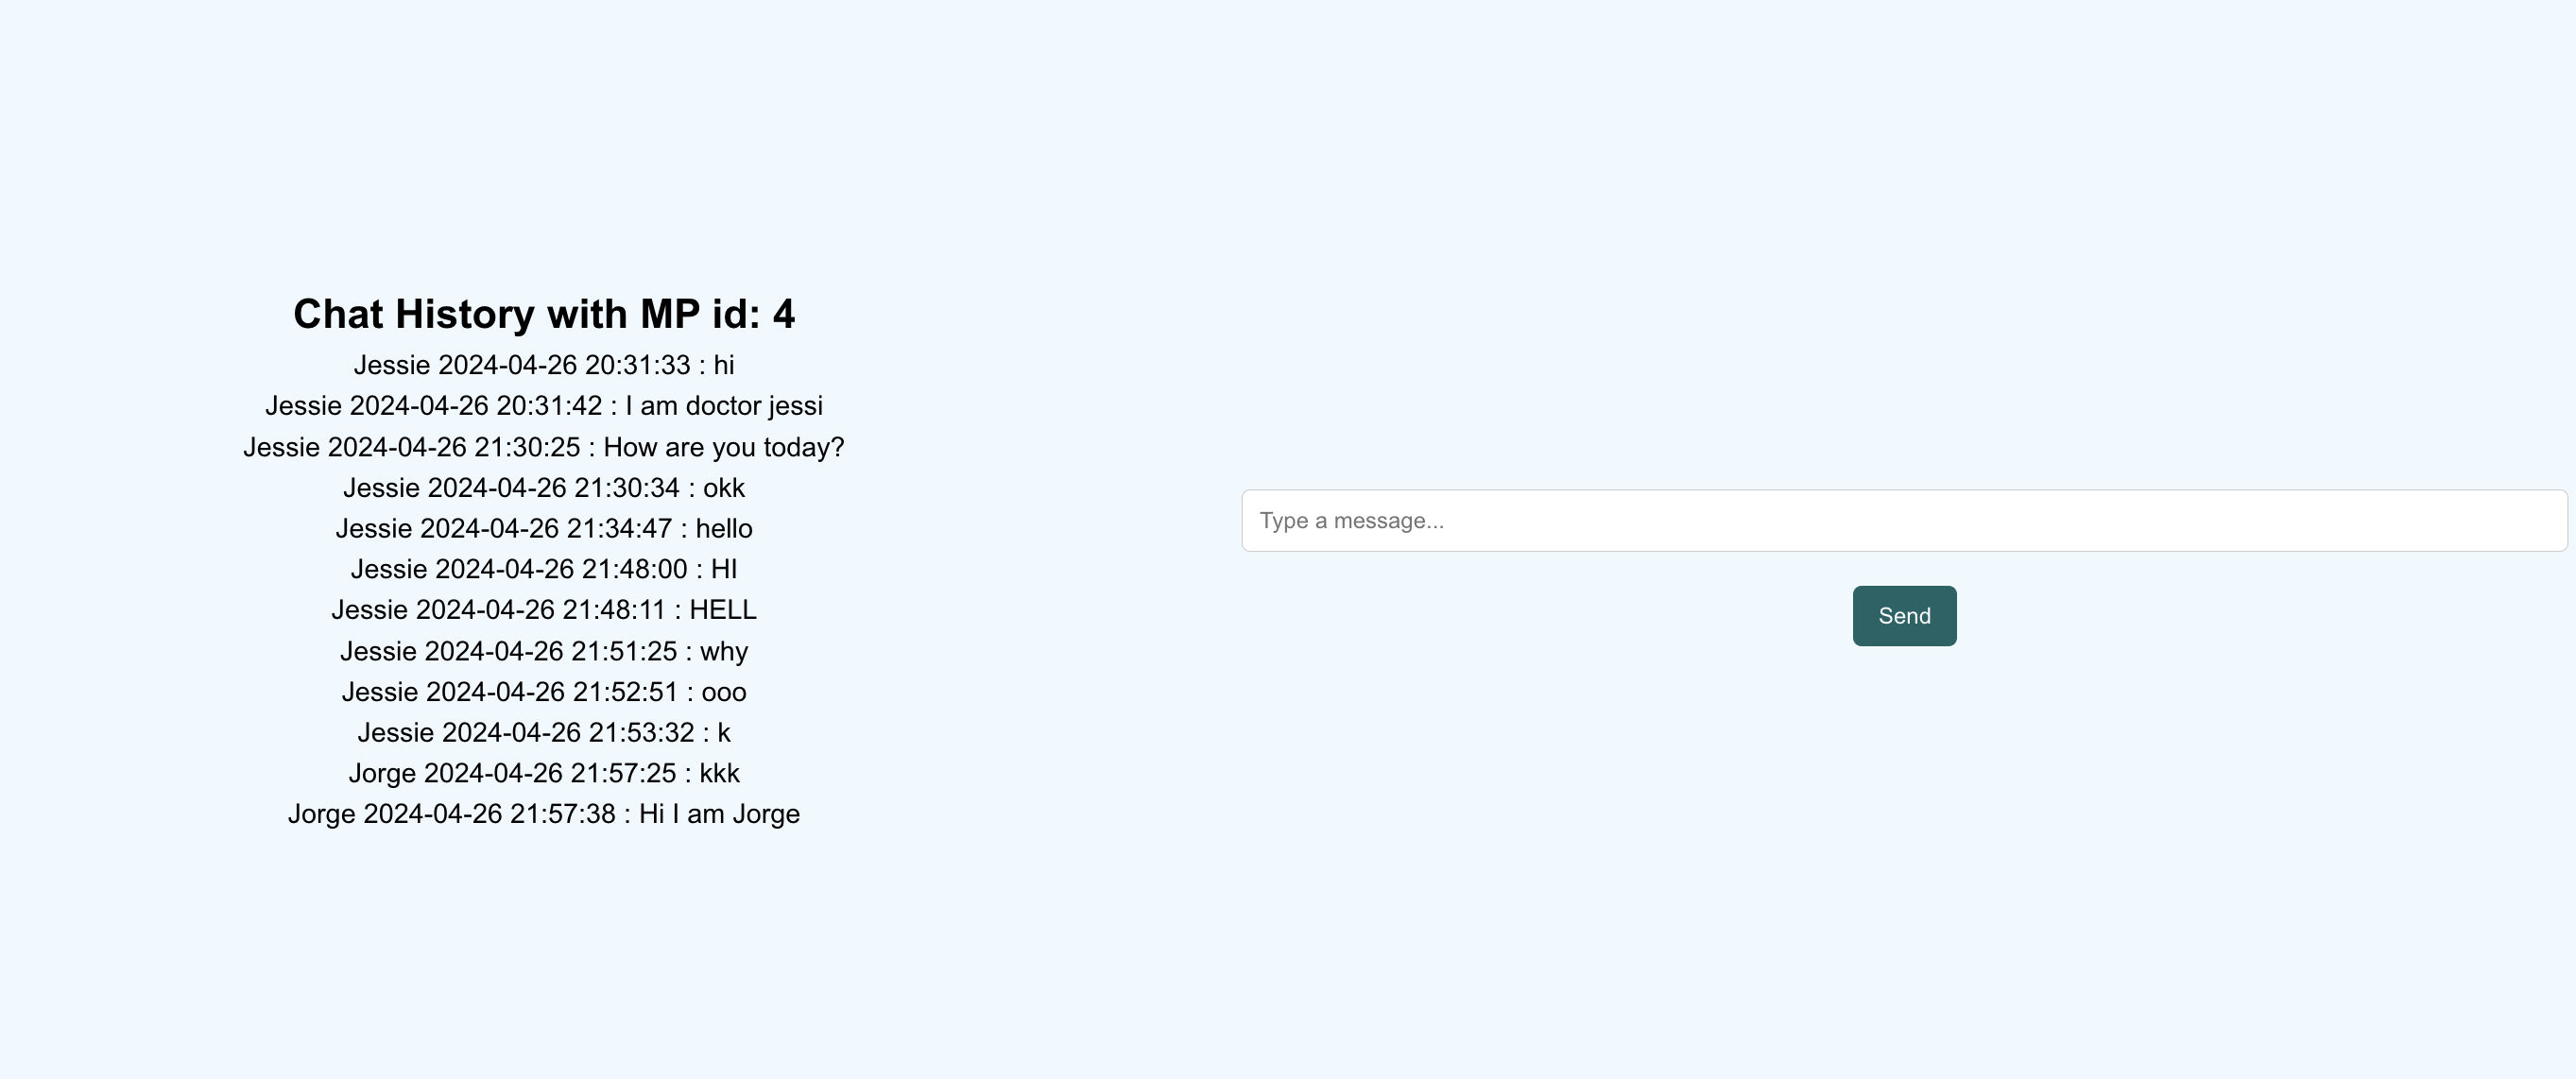 Chat History with MP id: 4
Jessie 2024-04-26 20:31:33 : hi
Jessie 2024-04-26 20:31:42 : I am doctor jessi
Jessie 2024-04-26 21:30:25 : How are you today?
Jessie 2024-04-26 21:30:34 : okk
Jessie 2024-04-26 21:34:47 : hello
Jessie 2024-04-26 21:48:00 : HI
Jessie 2024-04-26 21:48:11 : HELL
Jessie 2024-04-26 21:51:25 : why
Jessie 2024-04-26 21:52:51 : ooo
Jessie 2024-04-26 21:53:32 : k
Jorge 2024-04-26 21:57:25 : kkk
Jorge 2024-04-26 21:57:38 : Hi I am Jorge
Type a message...
Send